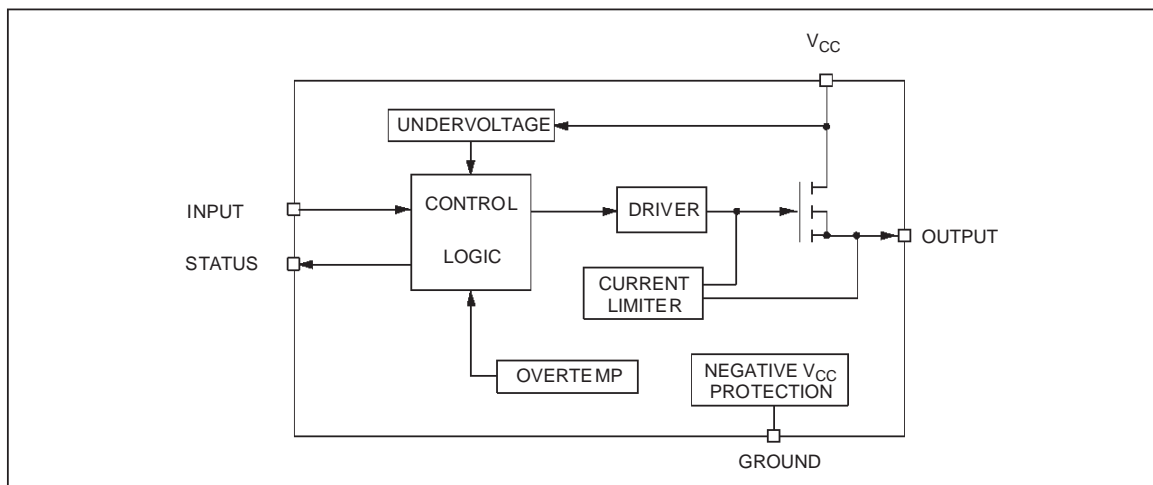 V_CC
UNDERVOLTAGE
INPUT
CONTROL
LOGIC
DRIVER
OUTPUT
STATUS
CURRENT
LIMITER
OVERTEMP
NEGATIVE V_CC
PROTECTION
GROUND